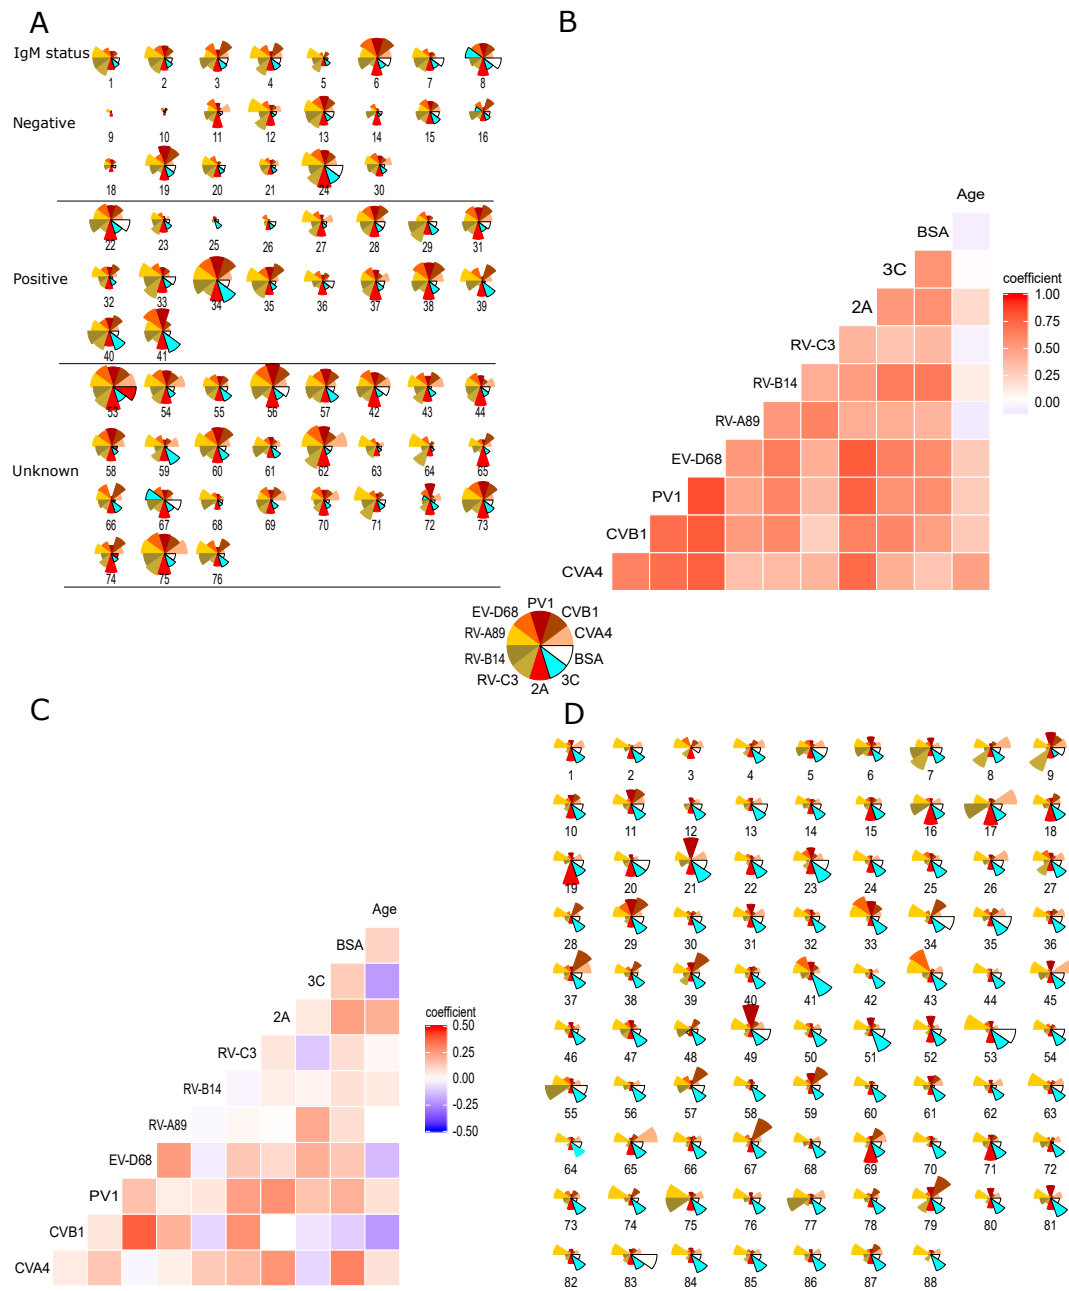 A
IgM status
1 2 3 4 5 6 7 8
Negative
9 10 11 12 13 14 15 16
18 19 20 21 24 30
22 23 25 26 27 28 29 31
Positive
32 33 34 35 36 37 38 39
40 41
53 54 55 56 57 42 43 44
Unknown
58 59 60 61 62 63 64 65
66 67 68 69 70 71 72 73
74 75 76
B
Age
BSA
3C
2A
RV-C3
RV-B14
RV-A89
EV-D68
PV1
CVB1
CVA4
coefficient
1.00
0.75
0.50
0.25
0.00
PV1
EV-D68 CVB1
RV-A89 CVA4
RV-B14 BSA
RV-C3 3C
2A
C
Age
BSA
3C
2A
RV-C3
RV-B14
RV-A89
EV-D68
PV1
CVB1
CVA4
coefficient
0.50
0.25
0.00
-0.25
-0.50
D
1 2 3 4 5 6 7 8 9
10 11 12 13 14 15 16 17 18
19 20 21 22 23 24 25 26 27
28 29 30 31 32 33 34 35 36
37 38 39 40 41 42 43 44 45
46 47 48 49 50 51 52 53 54
55 56 57 58 59 60 61 62 63
64 65 66 67 68 69 70 71 72
73 74 75 76 77 78 79 80 81
82 83 84 85 86 87 88